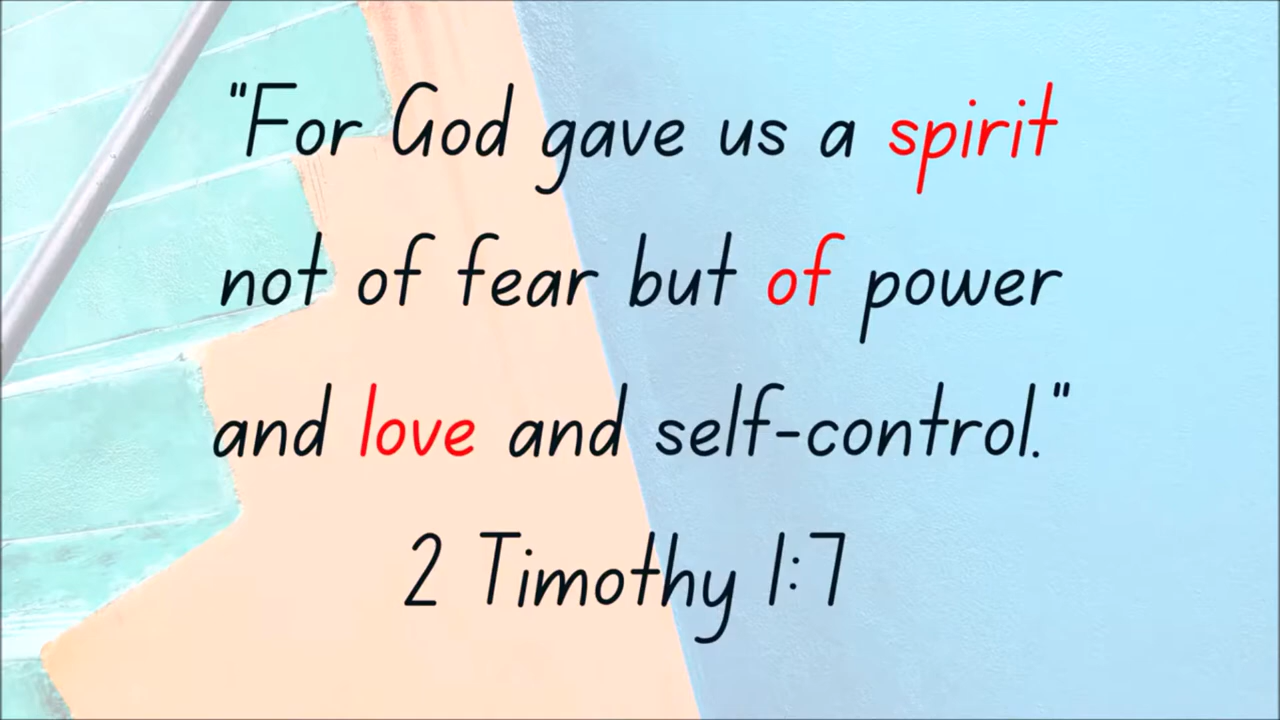 "For God gave us a spirit
not of fear but of power
and love and self-control."
2 Timothy 1:7